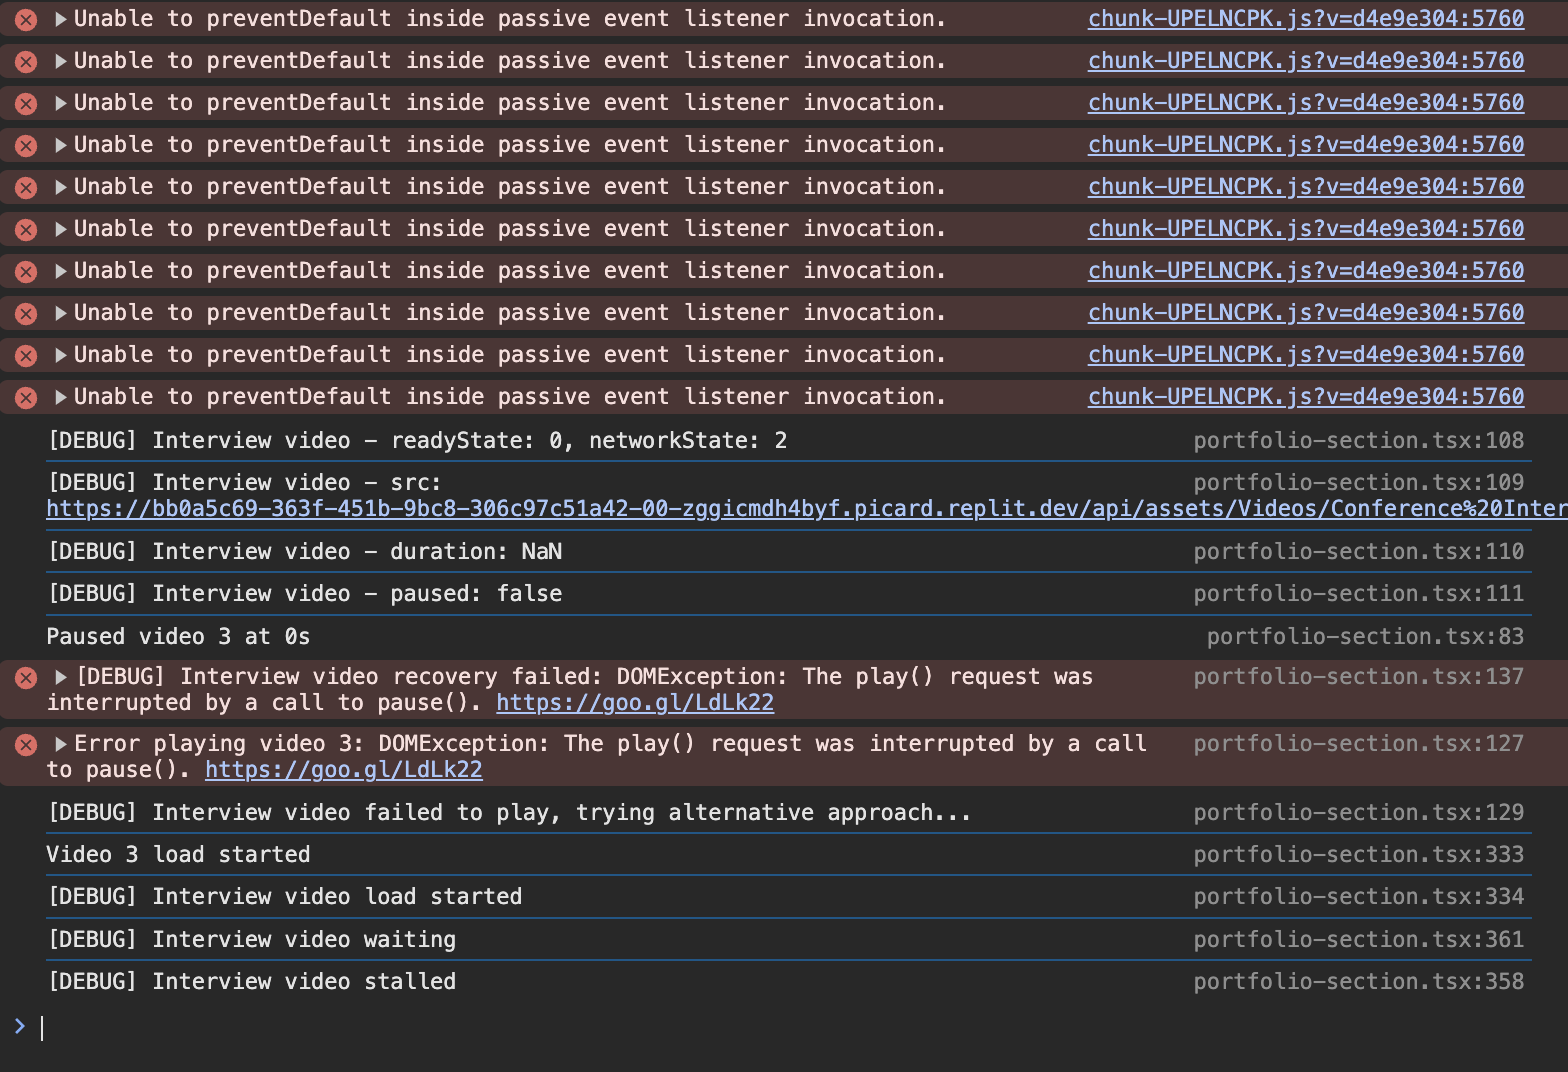 Unable to preventDefault inside passive event listener invocation. chunk-UPELNCPK.js?v=d4e9e304:5760
Unable to preventDefault inside passive event listener invocation. chunk-UPELNCPK.js?v=d4e9e304:5760
Unable to preventDefault inside passive event listener invocation. chunk-UPELNCPK.js?v=d4e9e304:5760
Unable to preventDefault inside passive event listener invocation. chunk-UPELNCPK.js?v=d4e9e304:5760
Unable to preventDefault inside passive event listener invocation. chunk-UPELNCPK.js?v=d4e9e304:5760
Unable to preventDefault inside passive event listener invocation. chunk-UPELNCPK.js?v=d4e9e304:5760
Unable to preventDefault inside passive event listener invocation. chunk-UPELNCPK.js?v=d4e9e304:5760
Unable to preventDefault inside passive event listener invocation. chunk-UPELNCPK.js?v=d4e9e304:5760
Unable to preventDefault inside passive event listener invocation. chunk-UPELNCPK.js?v=d4e9e304:5760
Unable to preventDefault inside passive event listener invocation. chunk-UPELNCPK.js?v=d4e9e304:5760
[DEBUG] Interview video – readyState: 0, networkState: 2 portfolio-section.tsx:108
[DEBUG] Interview video – src: portfolio-section.tsx:109
https://bb0a5c69-363f-451b-9bc8-306c97c51a42-00-zggicmdh4byf.picard.replit.dev/api/assets/Videos/Conference%20Inter
[DEBUG] Interview video – duration: NaN portfolio-section.tsx:110
[DEBUG] Interview video – paused: false portfolio-section.tsx:111
Paused video 3 at 0s portfolio-section.tsx:83
[DEBUG] Interview video recovery failed: DOMException: The play() request was portfolio-section.tsx:137
interrupted by a call to pause(). https://goo.gl/LdLk22
Error playing video 3: DOMException: The play() request was interrupted by a call portfolio-section.tsx:127
to pause(). https://goo.gl/LdLk22
[DEBUG] Interview video failed to play, trying alternative approach... portfolio-section.tsx:129
Video 3 load started portfolio-section.tsx:333
[DEBUG] Interview video load started portfolio-section.tsx:334
[DEBUG] Interview video waiting portfolio-section.tsx:361
[DEBUG] Interview video stalled portfolio-section.tsx:358